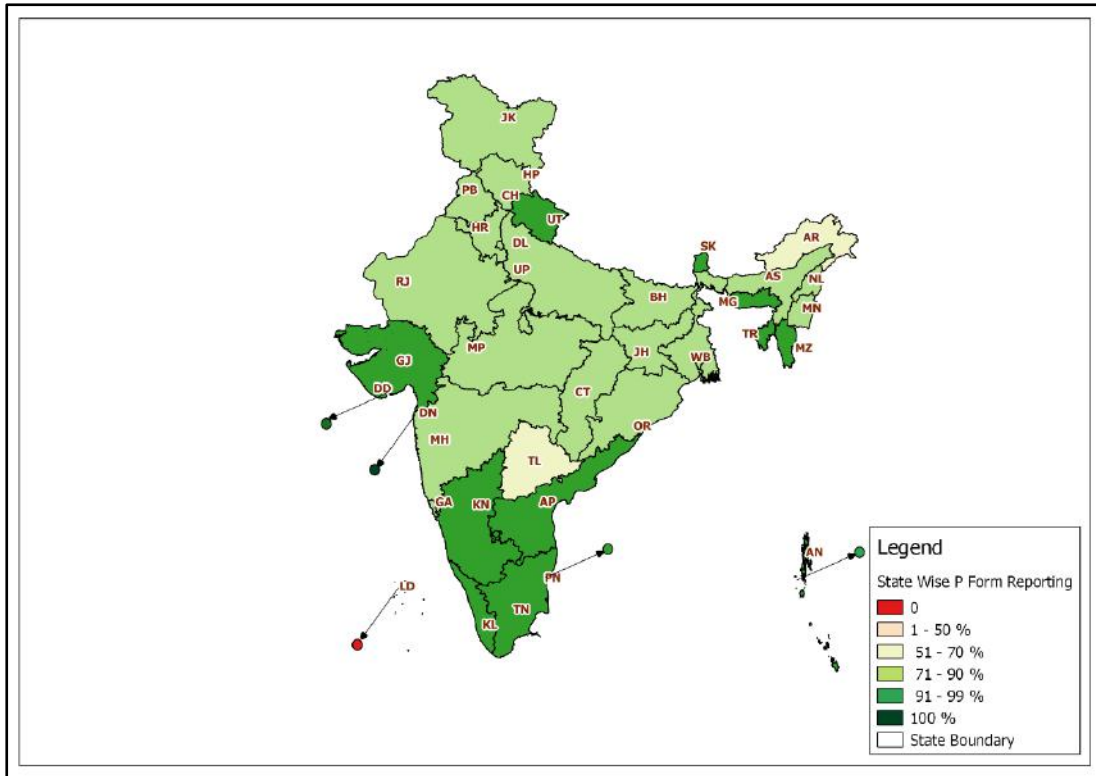 JK
HP
PB
CH
UT
HR
DL
AR
SK
UP
AS
NL
RJ
BH
MG
MN
TR
GJ
MP
JH
WB
MZ
DD
CT
DN
OR
MH
TL
GA
KN
AP
AN
PN
LD
TN
KL
Legend
State Wise P Form Reporting
0
1 - 50 %
51 - 70 %
71 - 90 %
91 - 99 %
100 %
State Boundary